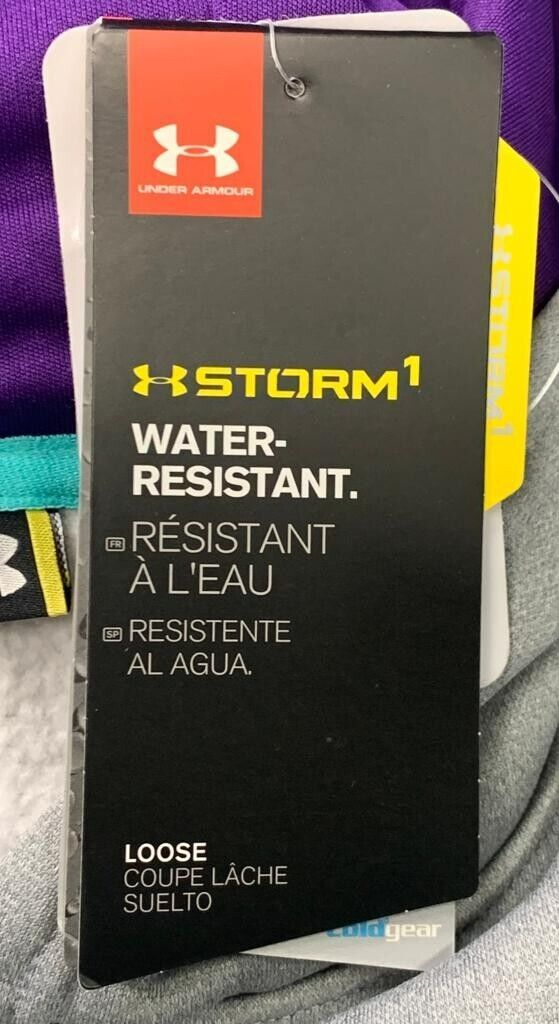 UNDER ARMOUR
STORM1
STORM1
WATER-
RESISTANT.
FR RÉSISTANT
À L'EAU
SP RESISTENTE
AL AGUA.
LOOSE
COUPE LÂCHE
SUELTO
coldgear